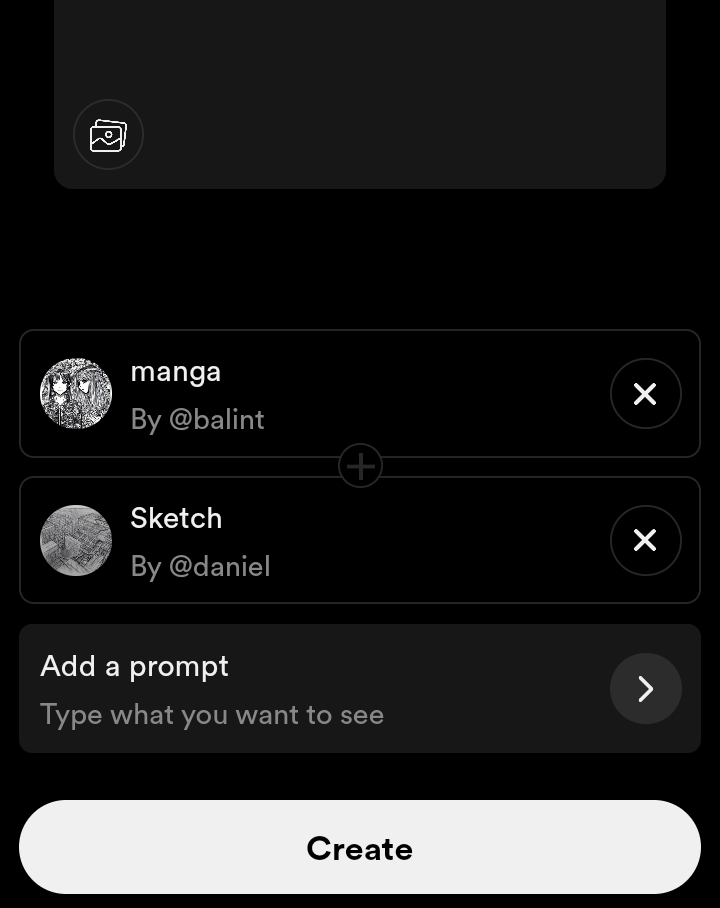 manga
By @balint
Sketch
By @daniel
Add a prompt
Type what you want to see
Create